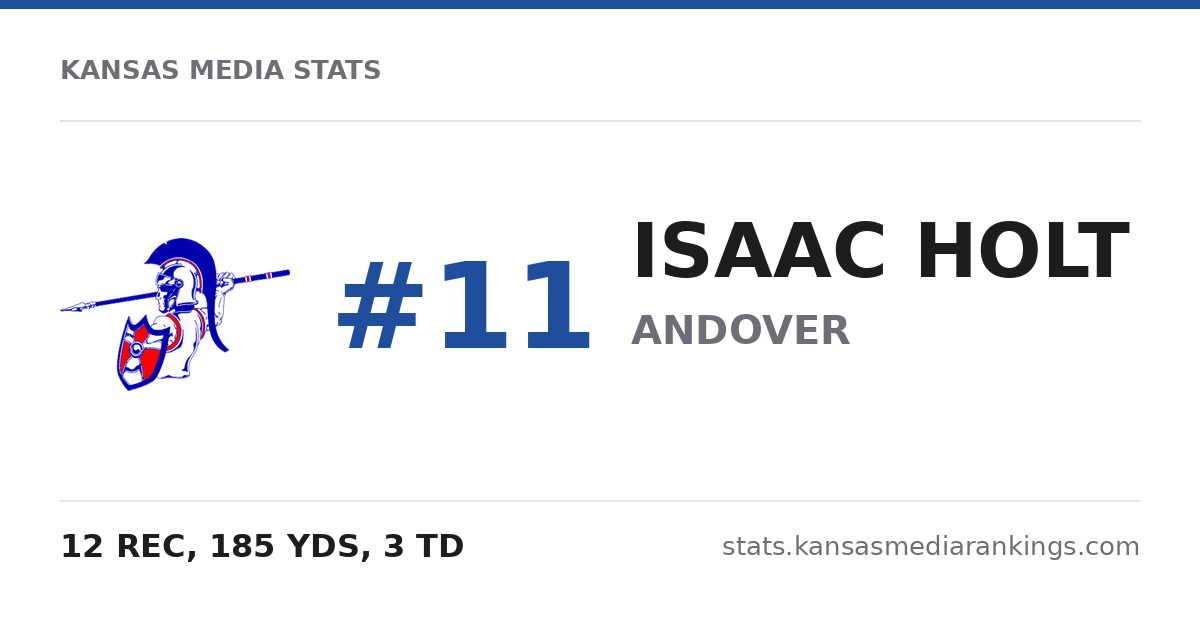 KANSAS MEDIA STATS
#11
ISAAC HOLT
ANDOVER
12 REC, 185 YDS, 3 TD
stats.kansasmediarankings.com